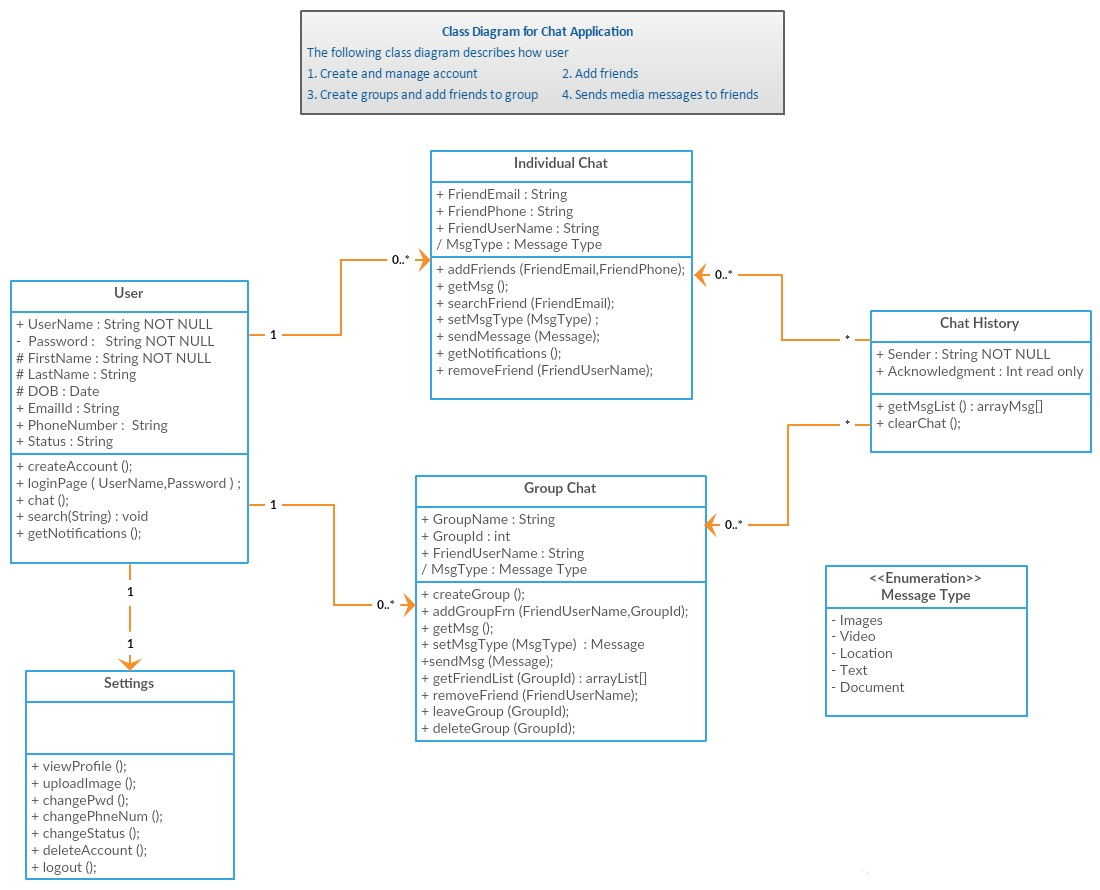 Class Diagram for Chat Application
The following class diagram describes how user
1. Create and manage account 2. Add friends
3. Create groups and add friends to group 4. Sends media messages to friends
Individual Chat
+ FriendEmail : String
+ FriendPhone : String
+ FriendUserName : String
/ MsgType : Message Type
+ addFriends (FriendEmail,FriendPhone);
+ getMsg ();
+ searchFriend (FriendEmail);
+ setMsgType (MsgType) ;
+ sendMessage (Message);
+ getNotifications ();
+ removeFriend (FriendUserName);
0..*
0..*
User
+ UserName : String NOT NULL
- Password : String NOT NULL
# FirstName : String NOT NULL
# LastName : String
# DOB : Date
+ EmailId : String
+ PhoneNumber : String
+ Status : String
+ createAccount ();
+ loginPage ( UserName,Password ) ;
+ chat ();
+ search(String) : void
+ getNotifications ();
1
1
1
1
Chat History
+ Sender : String NOT NULL
+ Acknowledgment : Int read only
+ getMsgList () : arrayMsg[]
+ clearChat ();
*
*
Group Chat
+ GroupName : String
+ GroupId : int
+ FriendUserName : String
/ MsgType : Message Type
+ createGroup ();
+ addGroupFrn (FriendUserName,GroupId);
+ getMsg ();
+ setMsgType (MsgType) : Message
+sendMsg (Message);
+ getFriendList (GroupId) : arrayList[]
+ removeFriend (FriendUserName);
+ leaveGroup (GroupId);
+ deleteGroup (GroupId);
0..*
0..*
<<Enumeration>>
Message Type
- Images
- Video
- Location
- Text
- Document
Settings
+ viewProfile ();
+ uploadImage ();
+ changePwd ();
+ changePhneNum ();
+ changeStatus ();
+ deleteAccount ();
+ logout ();